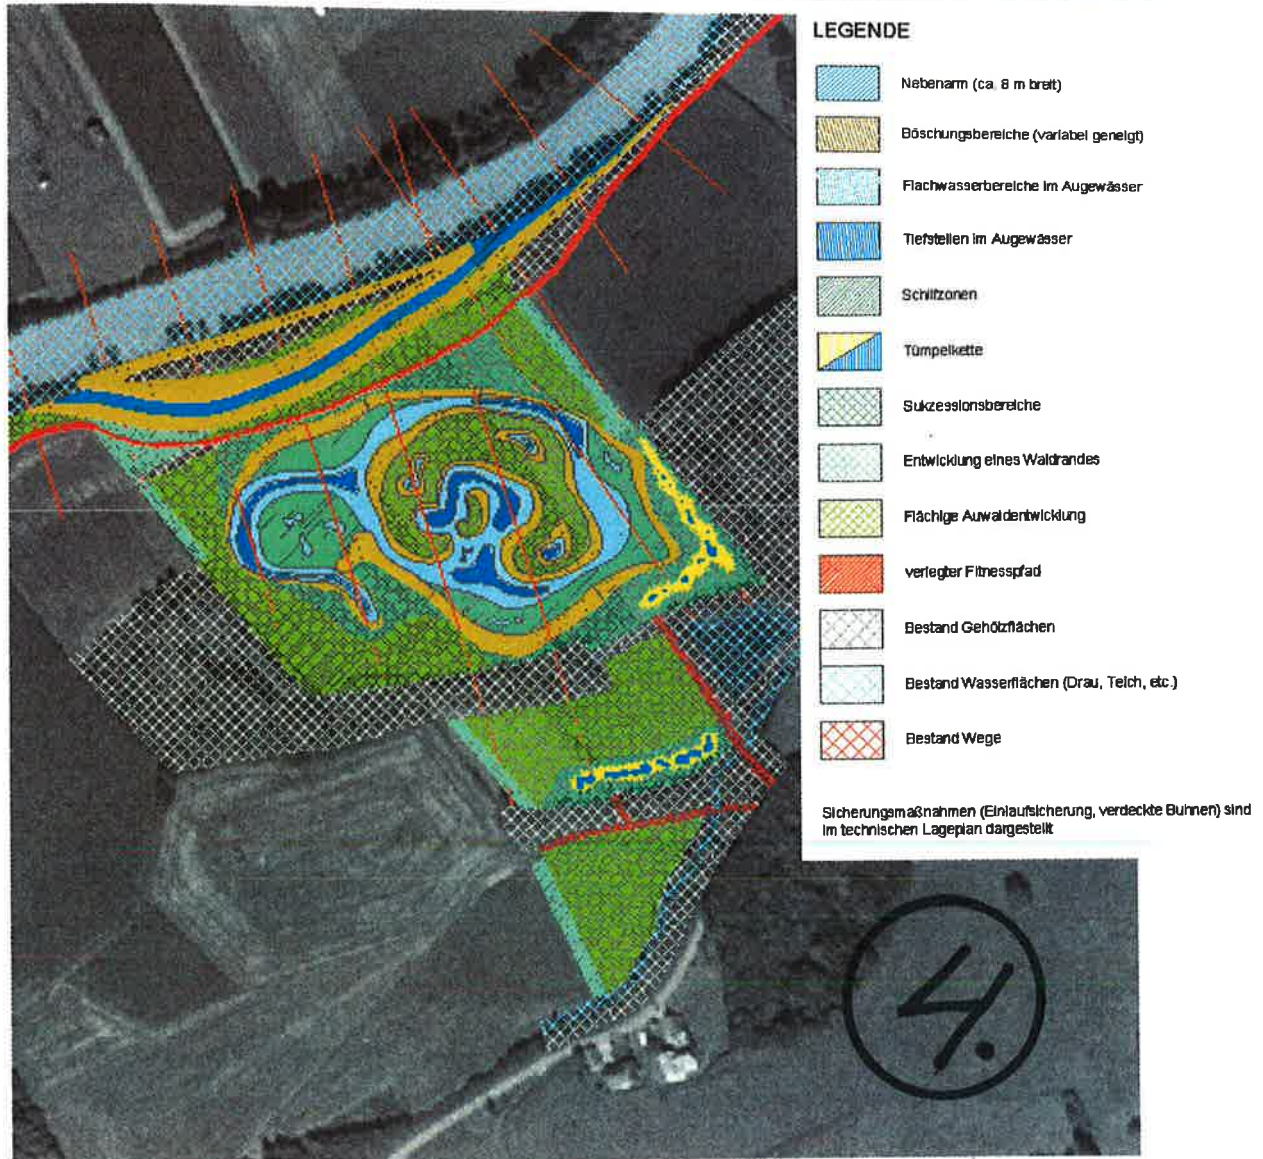 LEGENDE
Nebenarm (ca. 8 m breit)
Böschungsbereiche (variabel geneigt)
Flachwasserbereiche im Augewässer
Tiefstellen im Augewässer
Schilfzonen
Tümpelkette
Sukzessionsbereiche
Entwicklung eines Waldrandes
Flächige Auwaldentwicklung
verlegter Fitnesspfad
Bestand Gehölzflächen
Bestand Wasserflächen (Drau, Teich, etc.)
Bestand Wege
Sicherungsmaßnahmen (Einlaufsicherung, verdeckte Buhnen) sind
im technischen Lageplan dargestellt
4.